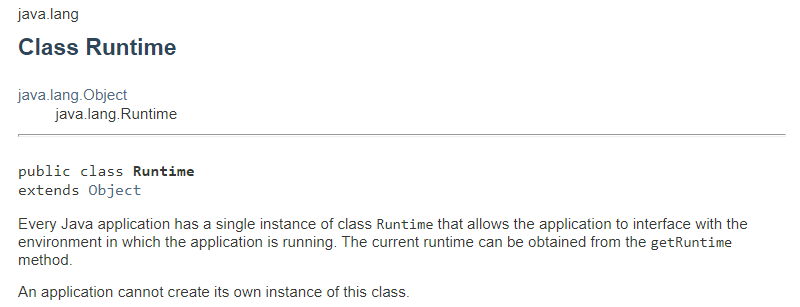 java.lang
Class Runtime
java.lang.Object
java.lang.Runtime
public class Runtime
extends Object
Every Java application has a single instance of class Runtime that allows the application to interface with the
environment in which the application is running. The current runtime can be obtained from the getRuntime
method.
An application cannot create its own instance of this class.